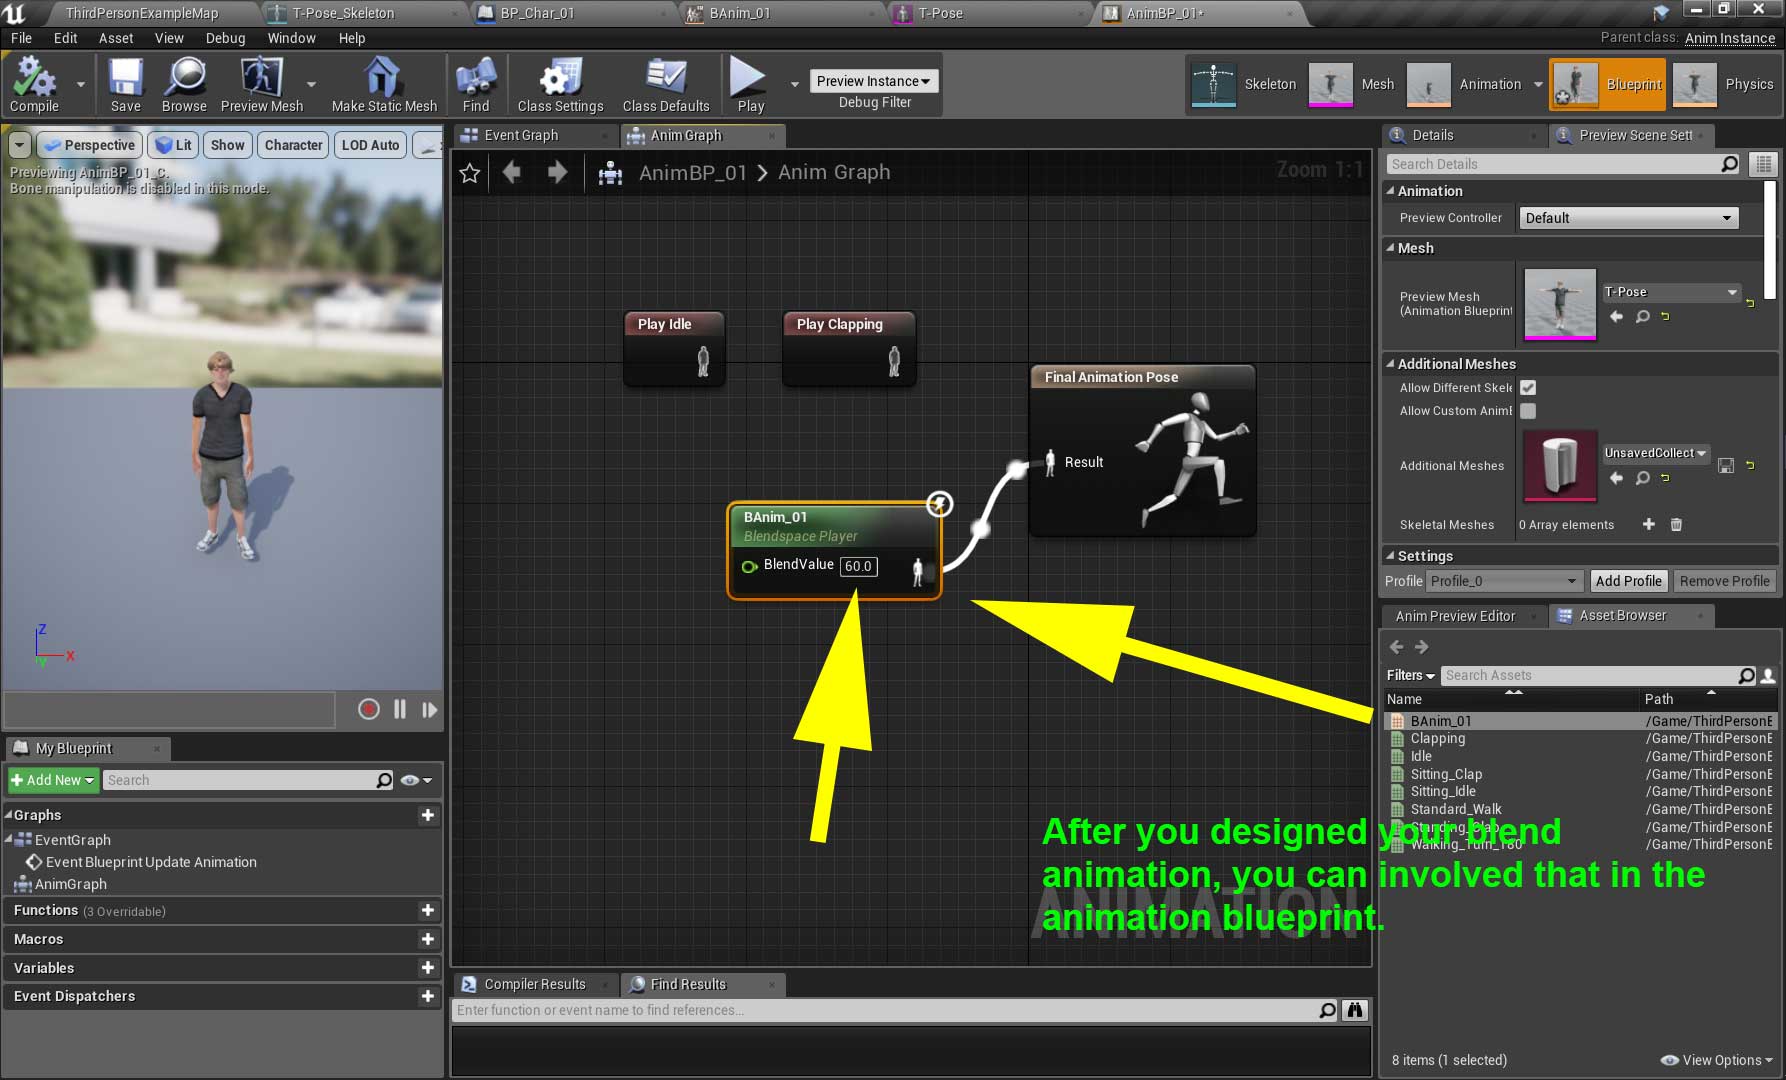 ThirdPersonExampleMap
T-Pose_Skeleton
BP_Char_01
BAnim_01
T-Pose
AnimBP_01*
File Edit Asset View Debug Window Help
Parent class: Anim Instance
Compile
Save
Browse
Preview Mesh
Make Static Mesh
Find
Class Settings
Class Defaults
Play
Preview Instance
Debug Filter
Skeleton
Mesh
Animation
Blueprint
Physics
Perspective
Lit
Show
Character
LOD Auto
Previewing AnimBP_01_C.
Bone manipulation is disabled in this mode.
Z
X
Y
Event Graph
Anim Graph
AnimBP_01 > Anim Graph
Zoom 1:1
Play Idle
Play Clapping
Final Animation Pose
Result
BAnim_01
Blendspace Player
BlendValue 60.0
ANIMATION
After you designed your blend
animation, you can involved that in the
animation blueprint.
My Blueprint
Add New
Search
Graphs
EventGraph
Event Blueprint Update Animation
AnimGraph
Functions (3 Overridable)
Macros
Variables
Event Dispatchers
Compiler Results
Find Results
Enter function or event name to find references...
Details
Preview Scene Sett
Search Details
Animation
Preview Controller
Default
Mesh
Preview Mesh
(Animation Blueprint
T-Pose
Additional Meshes
Allow Different Skele
Allow Custom AnimB
Additional Meshes
UnsavedCollect
Skeletal Meshes
0 Array elements
Settings
Profile
Profile_0
Add Profile
Remove Profile
Anim Preview Editor
Asset Browser
Filters
Search Assets
Name
Path
BAnim_01 /Game/ThirdPersonE
Clapping /Game/ThirdPersonE
Idle /Game/ThirdPersonE
Sitting_Clap /Game/ThirdPersonE
Sitting_Idle /Game/ThirdPersonE
Standard_Walk /Game/ThirdPersonE
Standing_Clap /Game/ThirdPersonE
Walking_Turn_180 /Game/ThirdPersonE
8 items (1 selected)
View Options